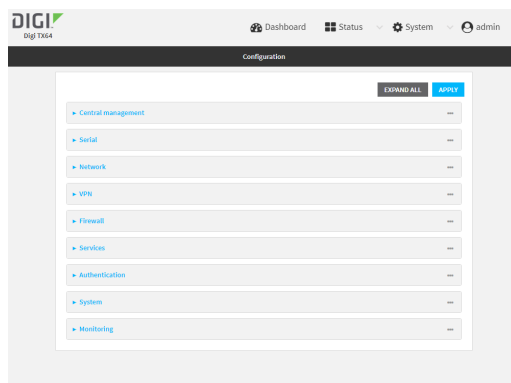 DIGI
Digi TX64
Dashboard Status System admin
Configuration
EXPAND ALL APPLY
Central management
Serial
Network
VPN
Firewall
Services
Authentication
System
Monitoring